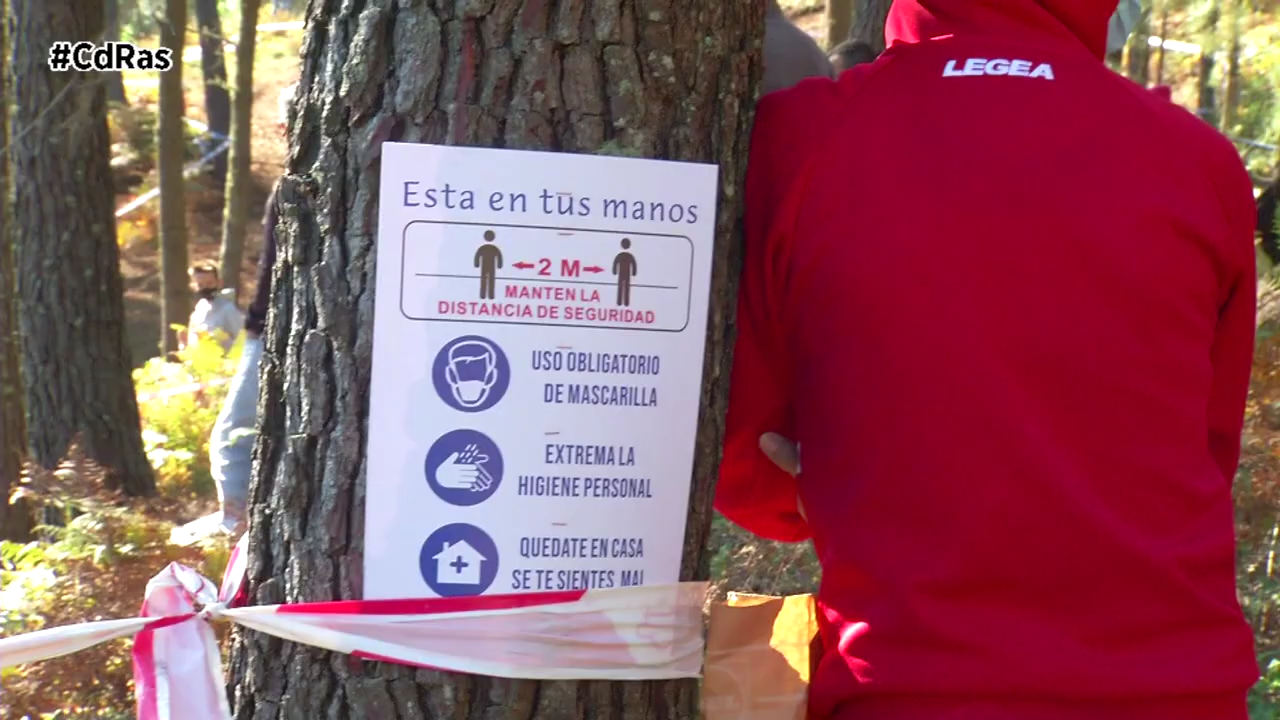 #CdRas
LEGEA
Esta en tus manos
2 M
MANTEN LA
DISTANCIA DE SEGURIDAD
USO OBLIGATORIO
DE MASCARILLA
EXTREMA LA
HIGIENE PERSONAL
QUEDATE EN CASA
SE TE SIENTES MAL